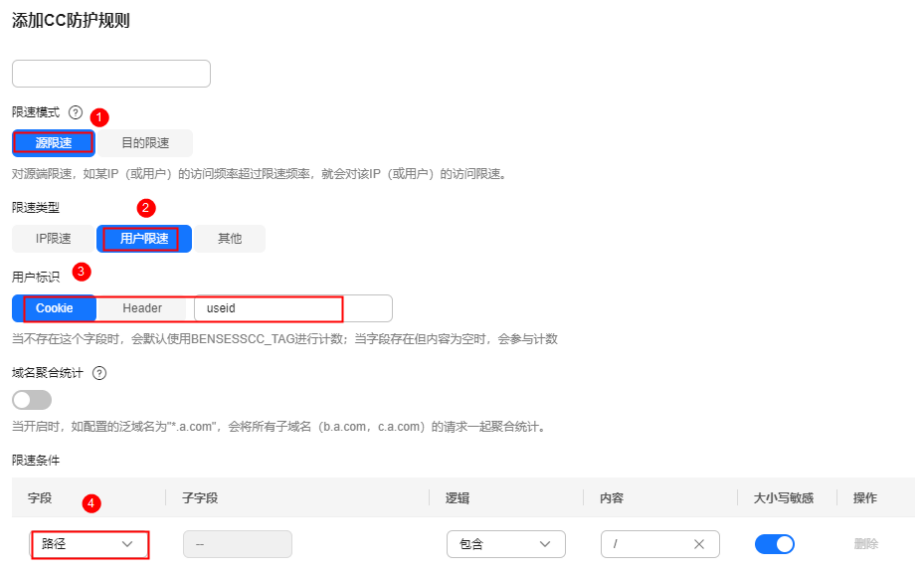 添加CC防护规则
限速模式 ? 1
源限速 目的限速
对源端限速，如某IP（或用户）的访问频率超过限速频率，就会对该IP（或用户）的访问限速。
限速类型 2
IP限速 用户限速 其他
用户标识 3
Cookie Header useid
当不存在这个字段时，会默认使用BENSESSCC_TAG进行计数；当字段存在但内容为空时，会参与计数
域名聚合统计 ?
当开启时，如配置的泛域名为"*.a.com"，会将所有子域名（b.a.com，c.a.com）的请求一起聚合统计。
限速条件
字段 4 子字段 逻辑 内容 大小写敏感 操作
路径 -- 包含 / 删除